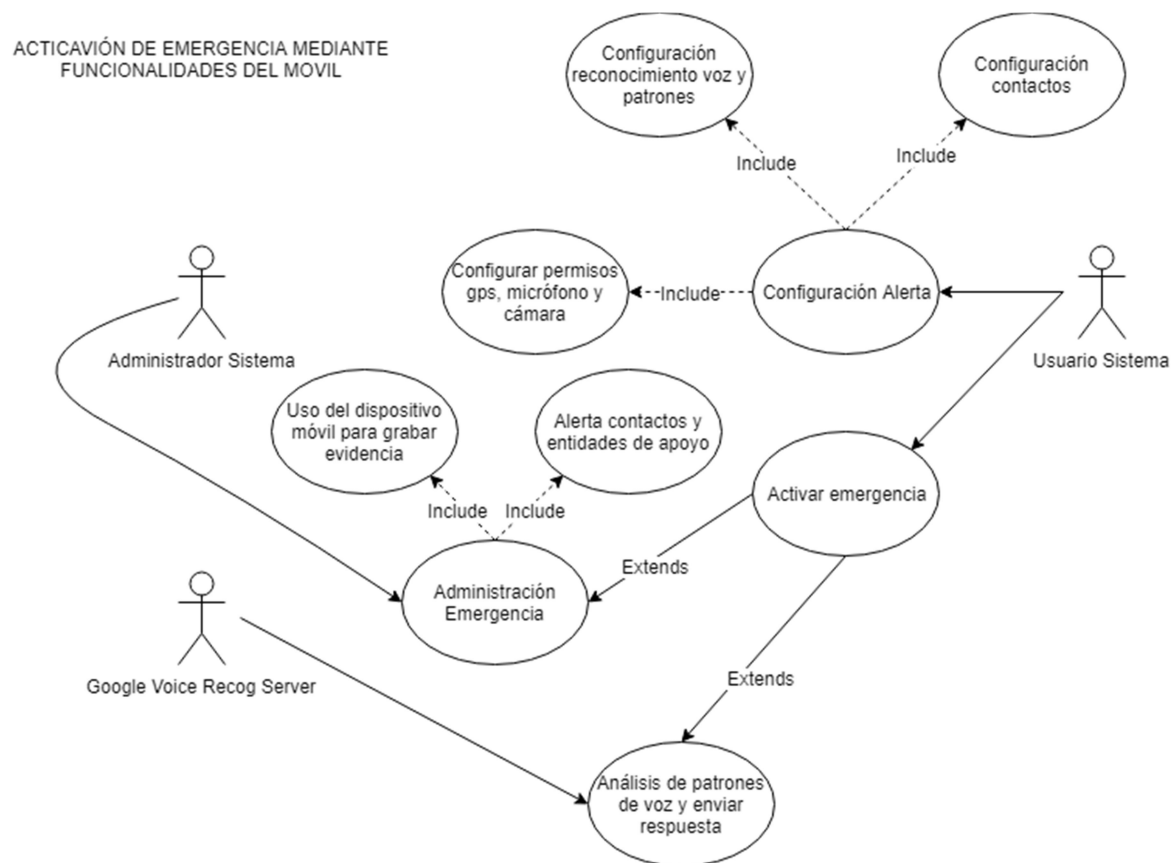 ACTICAVIÓN DE EMERGENCIA MEDIANTE
FUNCIONALIDADES DEL MOVIL
Configuración
reconocimiento voz y
patrones
Configuración
contactos
Include
Include
Configurar permisos
gps, micrófono y
cámara
Include
Configuración Alerta
Administrador Sistema
Usuario Sistema
Uso del dispositivo
móvil para grabar
evidencia
Alerta contactos y
entidades de apoyo
Activar emergencia
Include
Include
Extends
Administración
Emergencia
Google Voice Recog Server
Extends
Análisis de patrones
de voz y enviar
respuesta